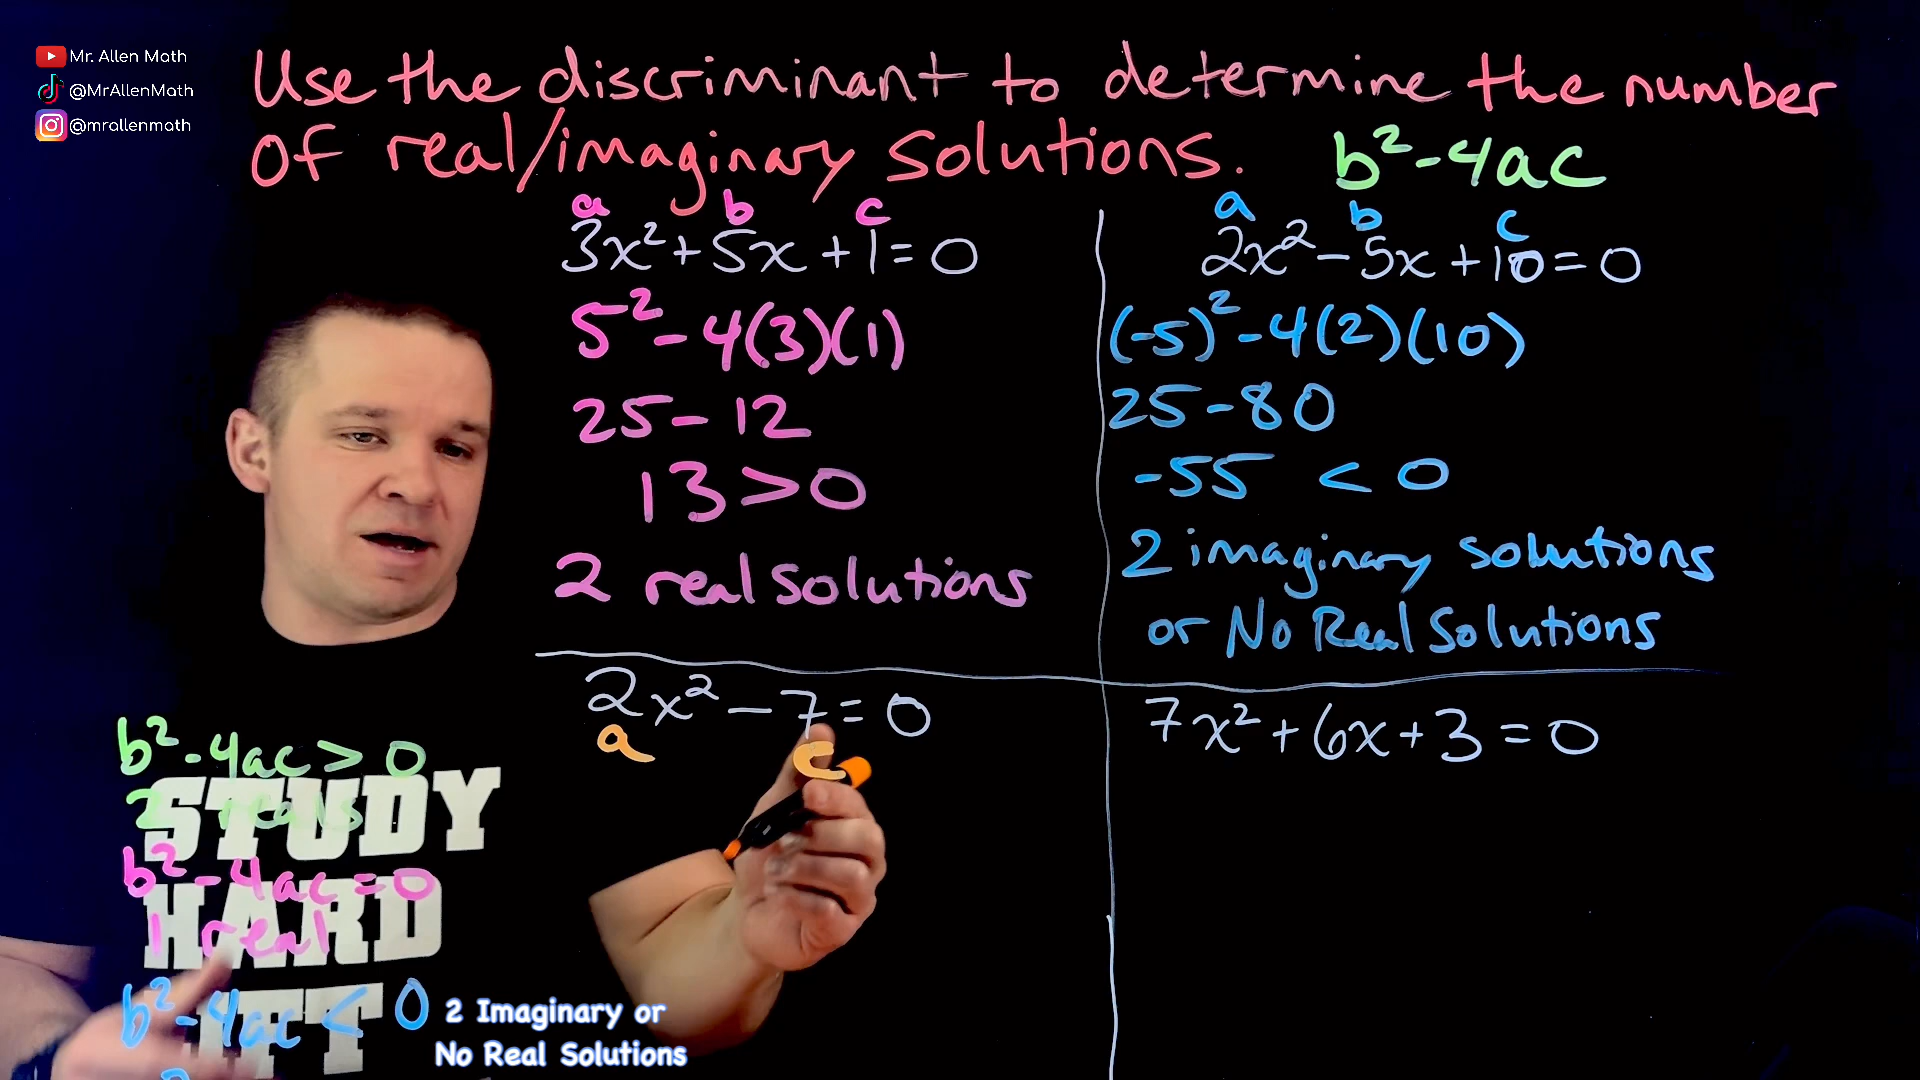 Mr. Allen Math
@MrAllenMath
@mrallenmath
Use the discriminant to determine the number
of real/imaginary solutions. b²-4ac
a b c
3x²+5x+1=0
5²-4(3)(1)
25-12
13>0
2 real solutions
a b c
2x²-5x+10=0
(-5)²-4(2)(10)
25-80
-55 < 0
2 imaginary solutions
or No Real Solutions
2x²-7=0
a c
7x²+6x+3=0
b²-4ac>0
2 reals
b²-4ac=0
1 real
b²-4ac<0
2 Imaginary or
No Real Solutions
STUDY
HARD